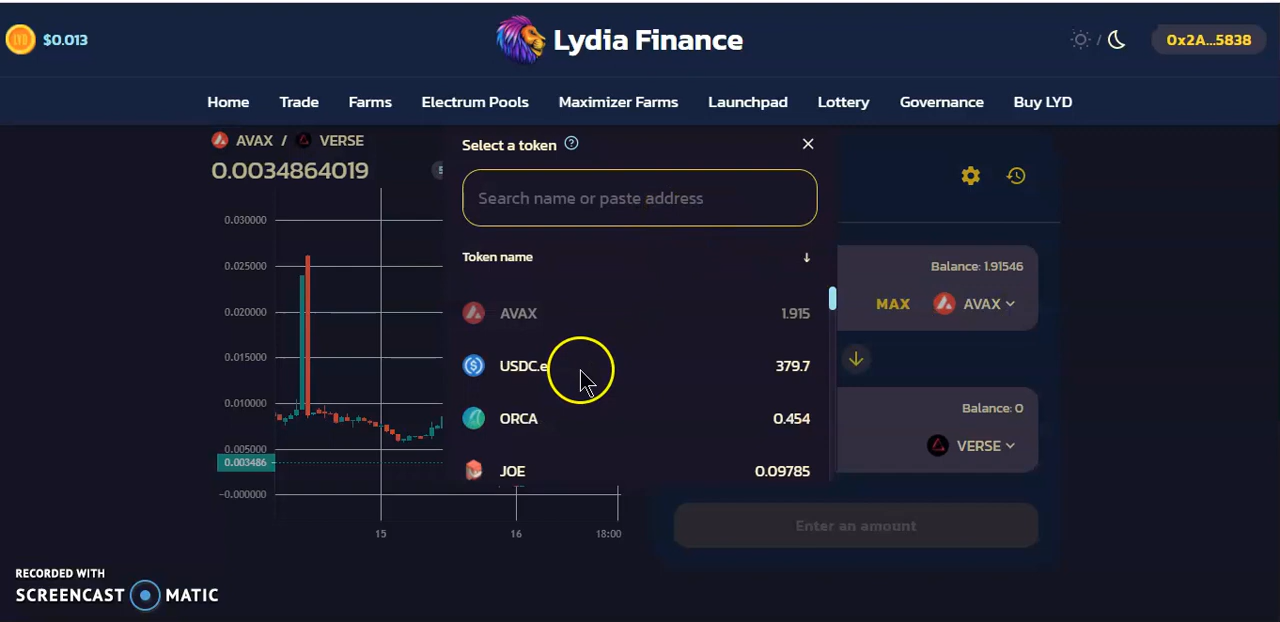 $0.013
Lydia Finance
/
0x2A...5838
Home Trade Farms Electrum Pools Maximizer Farms Launchpad Lottery Governance Buy LYD
AVAX / VERSE
0.0034864019
Select a token
Search name or paste address
Token name
AVAX 1.915
USDC.e 379.7
ORCA 0.454
JOE 0.09785
0.030000
0.025000
0.020000
0.015000
0.010000
0.005000
0.003486
-0.000000
15 16 18:00
Balance: 1.91546
MAX AVAX
Balance: 0
VERSE
Enter an amount
RECORDED WITH
SCREENCAST MATIC